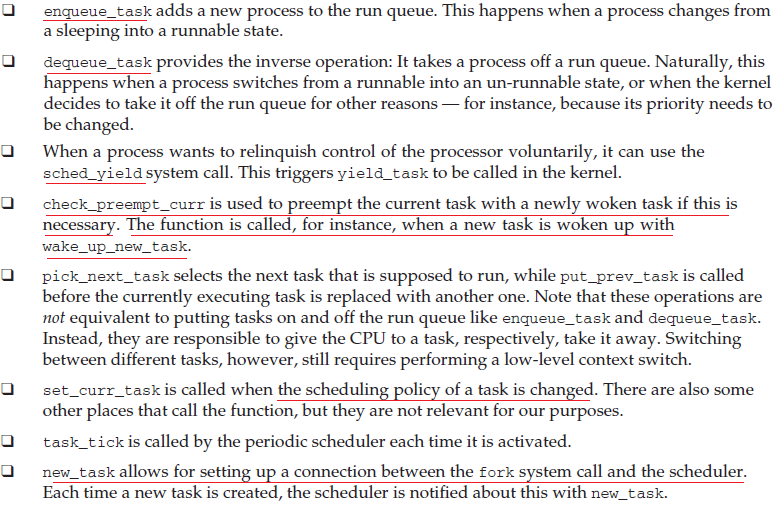 ❑ enqueue_task adds a new process to the run queue. This happens when a process changes from
a sleeping into a runnable state.
❑ dequeue_task provides the inverse operation: It takes a process off a run queue. Naturally, this
happens when a process switches from a runnable into an un-runnable state, or when the kernel
decides to take it off the run queue for other reasons — for instance, because its priority needs to
be changed.
❑ When a process wants to relinquish control of the processor voluntarily, it can use the
sched_yield system call. This triggers yield_task to be called in the kernel.
❑ check_preempt_curr is used to preempt the current task with a newly woken task if this is
necessary. The function is called, for instance, when a new task is woken up with
wake_up_new_task.
❑ pick_next_task selects the next task that is supposed to run, while put_prev_task is called
before the currently executing task is replaced with another one. Note that these operations are
not equivalent to putting tasks on and off the run queue like enqueue_task and dequeue_task.
Instead, they are responsible to give the CPU to a task, respectively, take it away. Switching
between different tasks, however, still requires performing a low-level context switch.
❑ set_curr_task is called when the scheduling policy of a task is changed. There are also some
other places that call the function, but they are not relevant for our purposes.
❑ task_tick is called by the periodic scheduler each time it is activated.
❑ new_task allows for setting up a connection between the fork system call and the scheduler.
Each time a new task is created, the scheduler is notified about this with new_task.